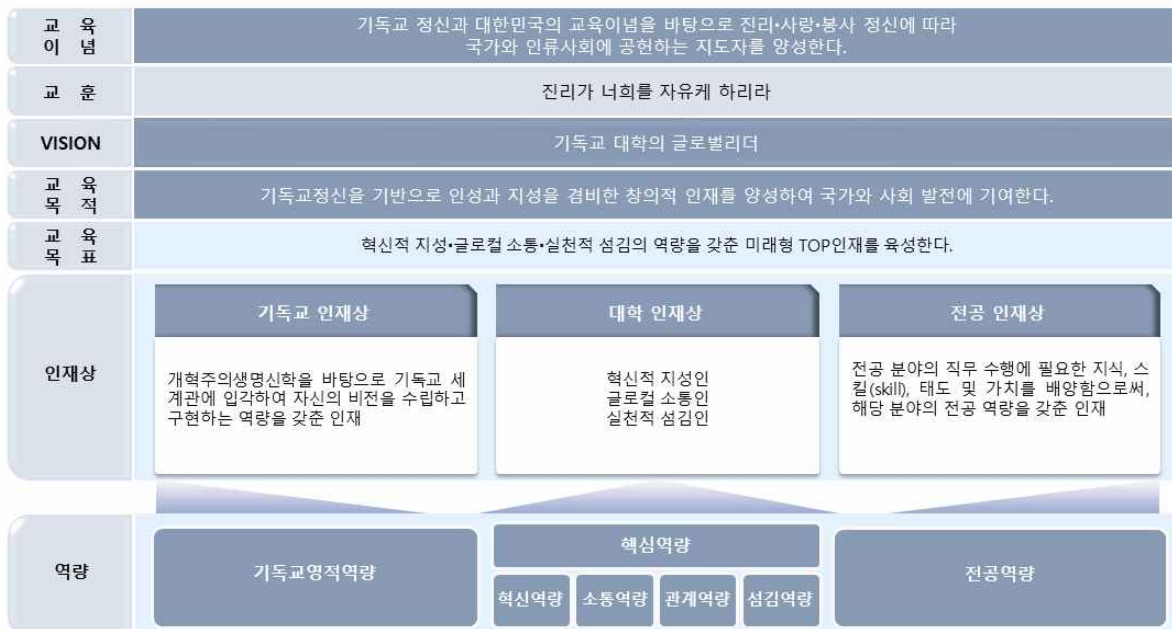 교 육
이 념
기독교 정신과 대한민국의 교육이념을 바탕으로 진리•사랑•봉사 정신에 따라
국가와 인류사회에 공헌하는 지도자를 양성한다.
교 훈
진리가 너희를 자유케 하리라
VISION
기독교 대학의 글로벌리더
교 육
목 적
기독교정신을 기반으로 인성과 지성을 겸비한 창의적 인재를 양성하여 국가와 사회 발전에 기여한다.
교 육
목 표
혁신적 지성•글로컬 소통•실천적 섬김의 역량을 갖춘 미래형 TOP인재를 육성한다.
인재상
기독교 인재상
개혁주의생명신학을 바탕으로 기독교 세
계관에 입각하여 자신의 비전을 수립하고
구현하는 역량을 갖춘 인재
대학 인재상
혁신적 지성인
글로컬 소통인
실천적 섬김인
전공 인재상
전공 분야의 직무 수행에 필요한 지식, 스
킬(skill), 태도 및 가치를 배양함으로써,
해당 분야의 전공 역량을 갖춘 인재
역량
기독교영적역량
핵심역량
혁신역량 소통역량 관계역량 섬김역량
전공역량